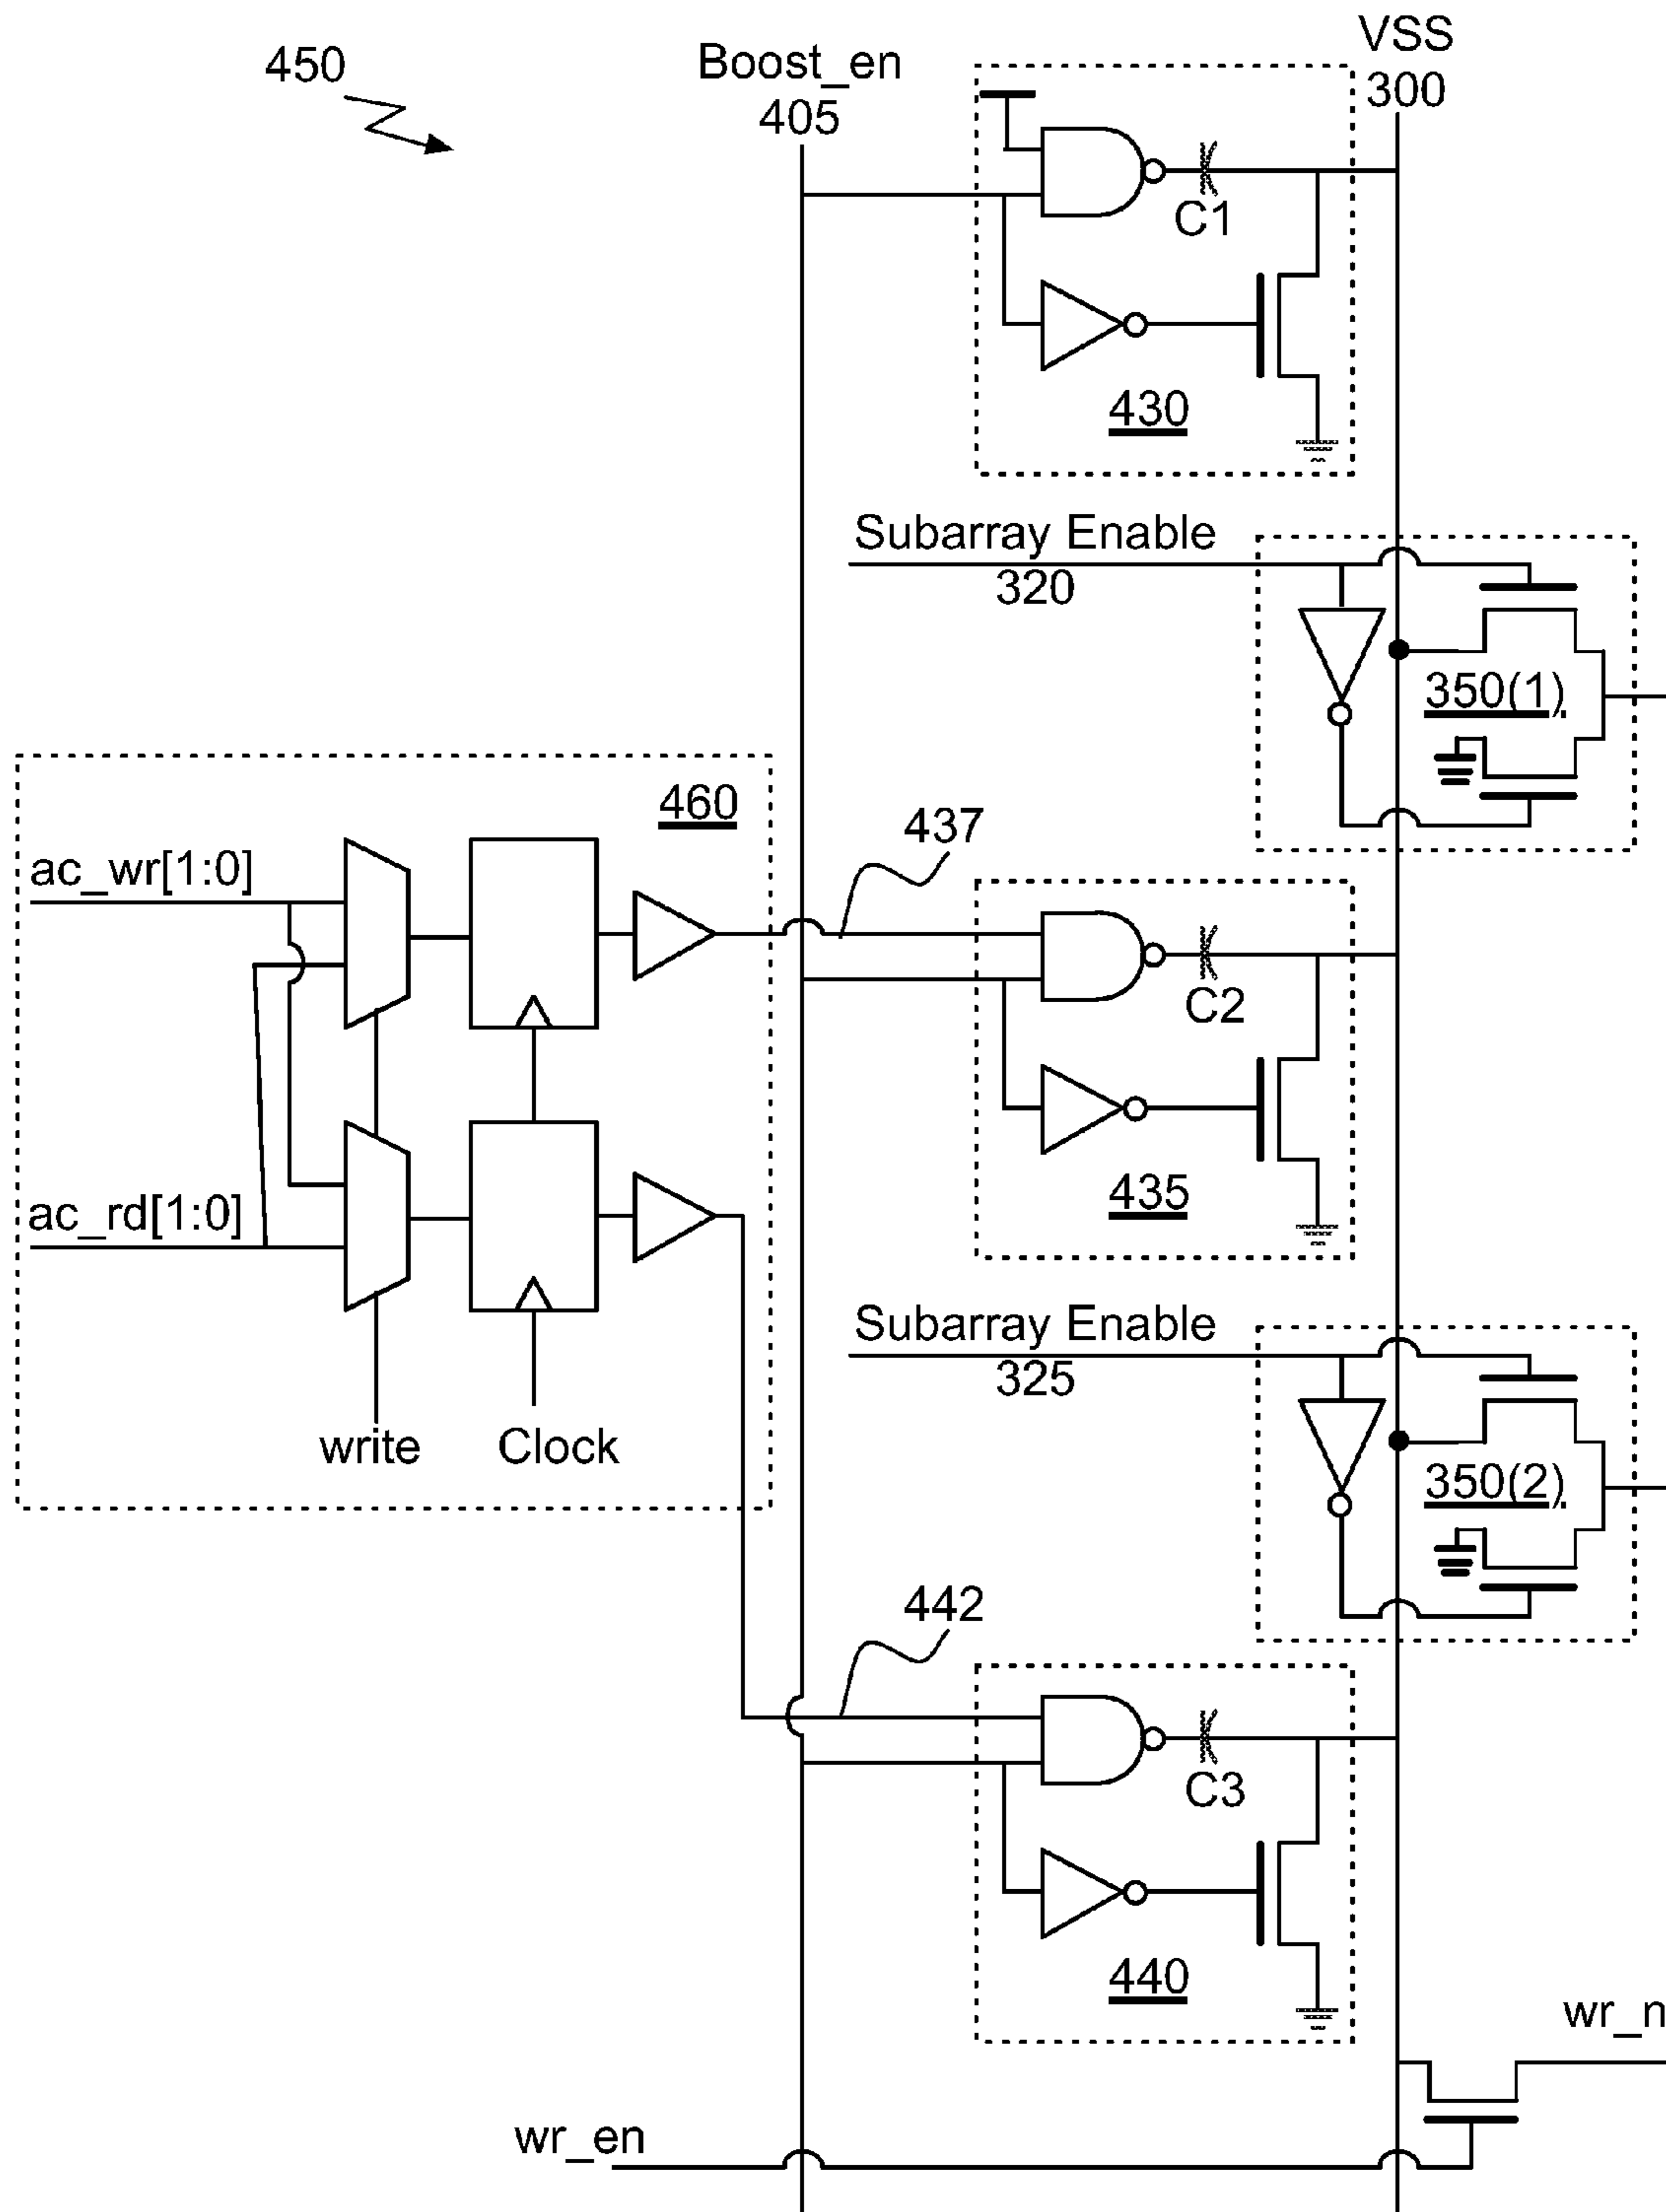 450
Boost_en
405
VSS
300
C1
430
Subarray Enable
320
350(1)
460
437
ac_wr[1:0]
C2
435
ac_rd[1:0]
Subarray Enable
325
write
Clock
350(2)
442
C3
440
wr_n
wr_en